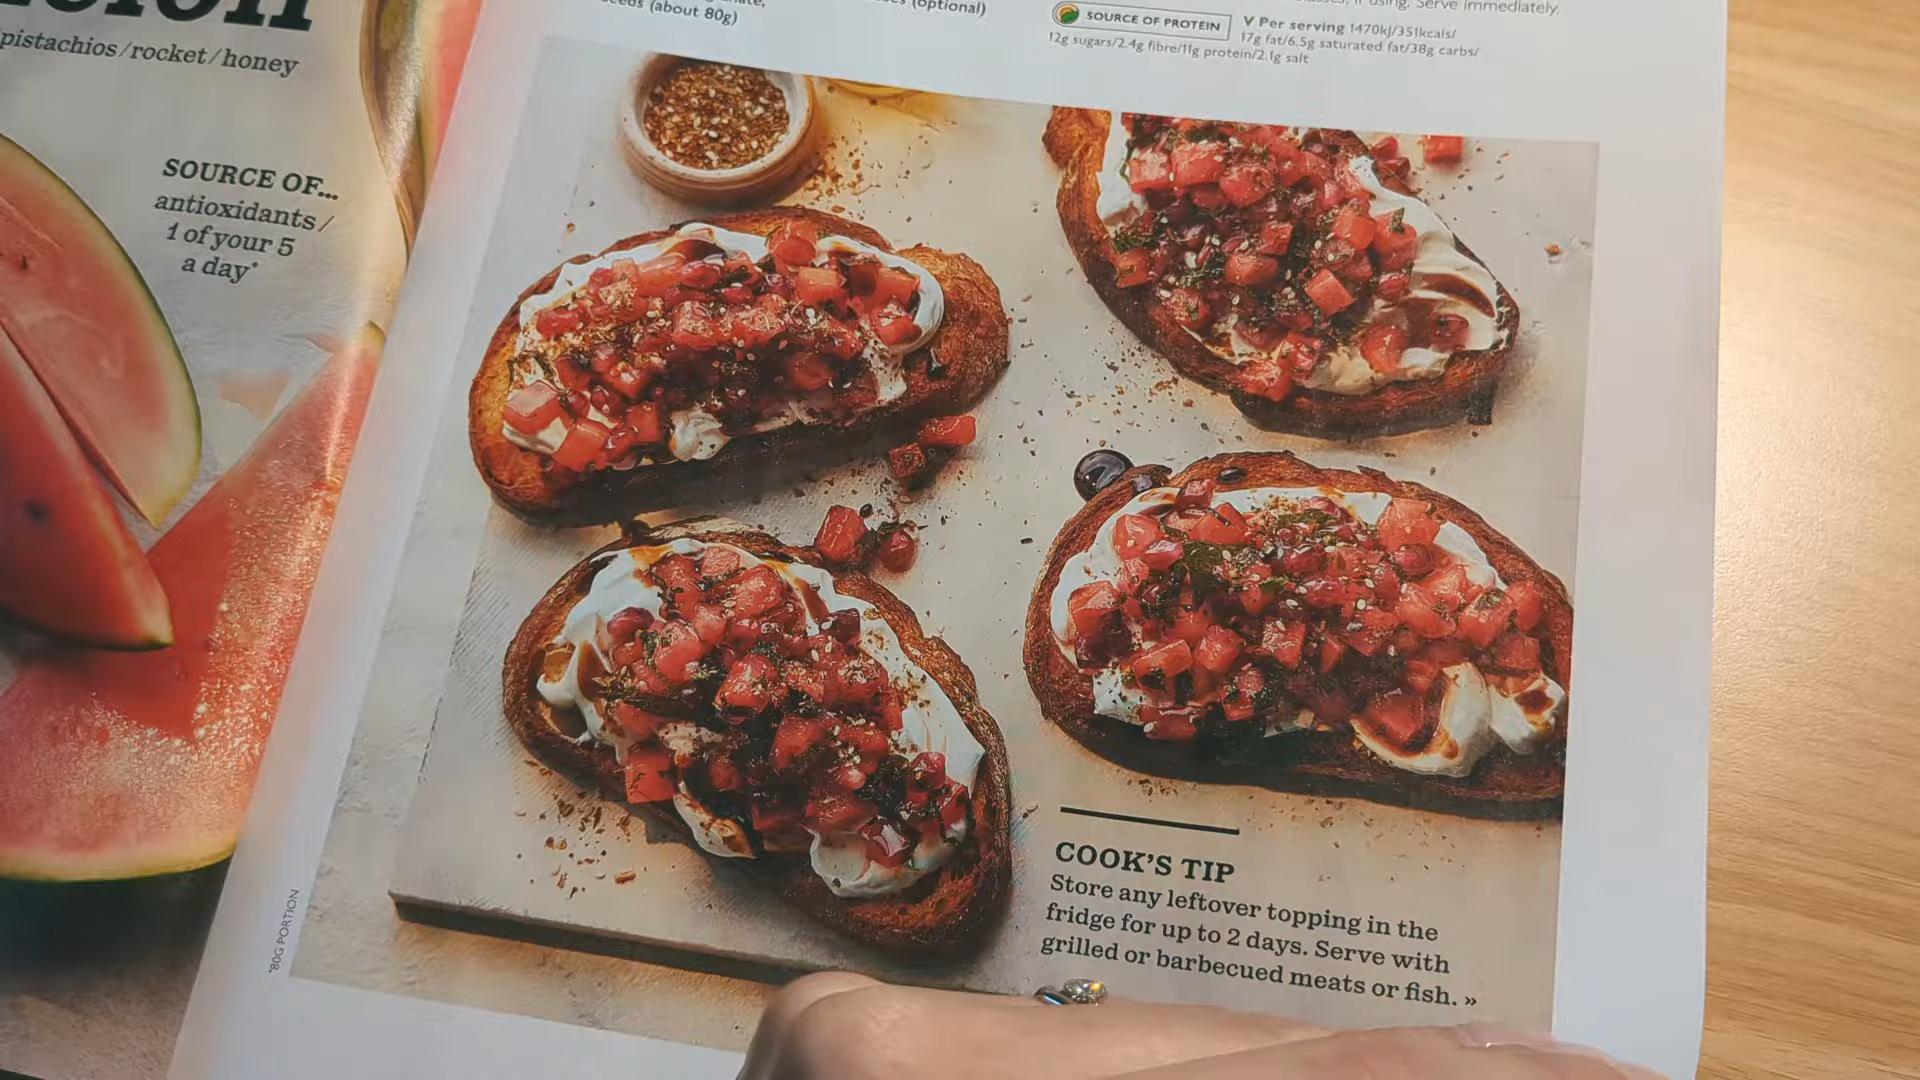 pistachios/rocket/honey
SOURCE OF...
antioxidants/
1 of your 5
a day*
*80G PORTION
(about 80g)
(optional)
using. Serve immediately.
SOURCE OF PROTEIN
V Per serving 1470kJ/351kcals/
17g fat/6.5g saturated fat/38g carbs/
12g sugars/2.4g fibre/11g protein/2.1g salt
COOK'S TIP
Store any leftover topping in the
fridge for up to 2 days. Serve with
grilled or barbecued meats or fish. »